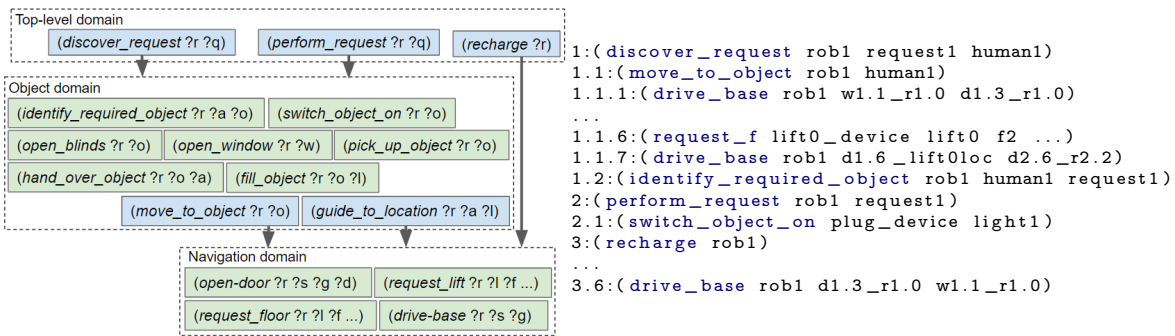 Top-level domain
(discover_request ?r ?q)
(perform_request ?r ?q)
(recharge ?r)
Object domain
(identify_required_object ?r ?a ?o)
(switch_object_on ?r ?o)
(open_blinds ?r ?o)
(open_window ?r ?w)
(pick_up_object ?r ?o)
(hand_over_object ?r ?o ?a)
(fill_object ?r ?o ?l)
(move_to_object ?r ?o)
(guide_to_location ?r ?a ?l)
Navigation domain
(open-door ?r ?s ?g ?d)
(request_lift ?r ?l ?f ...)
(request_floor ?r ?l ?f ...)
(drive-base ?r ?s ?g)
1:(discover_request rob1 request1 human1)
1.1:(move_to_object rob1 human1)
1.1.1:(drive_base rob1 w1.1_r1.0 d1.3_r1.0)
...
1.1.6:(request_f lift0_device lift0 f2 ...)
1.1.7:(drive_base rob1 d1.6_lift0loc d2.6_r2.2)
1.2:(identify_required_object rob1 human1 request1)
2:(perform_request rob1 request1)
2.1:(switch_object_on plug_device light1)
3:(recharge rob1)
...
3.6:(drive_base rob1 d1.3_r1.0 w1.1_r1.0)